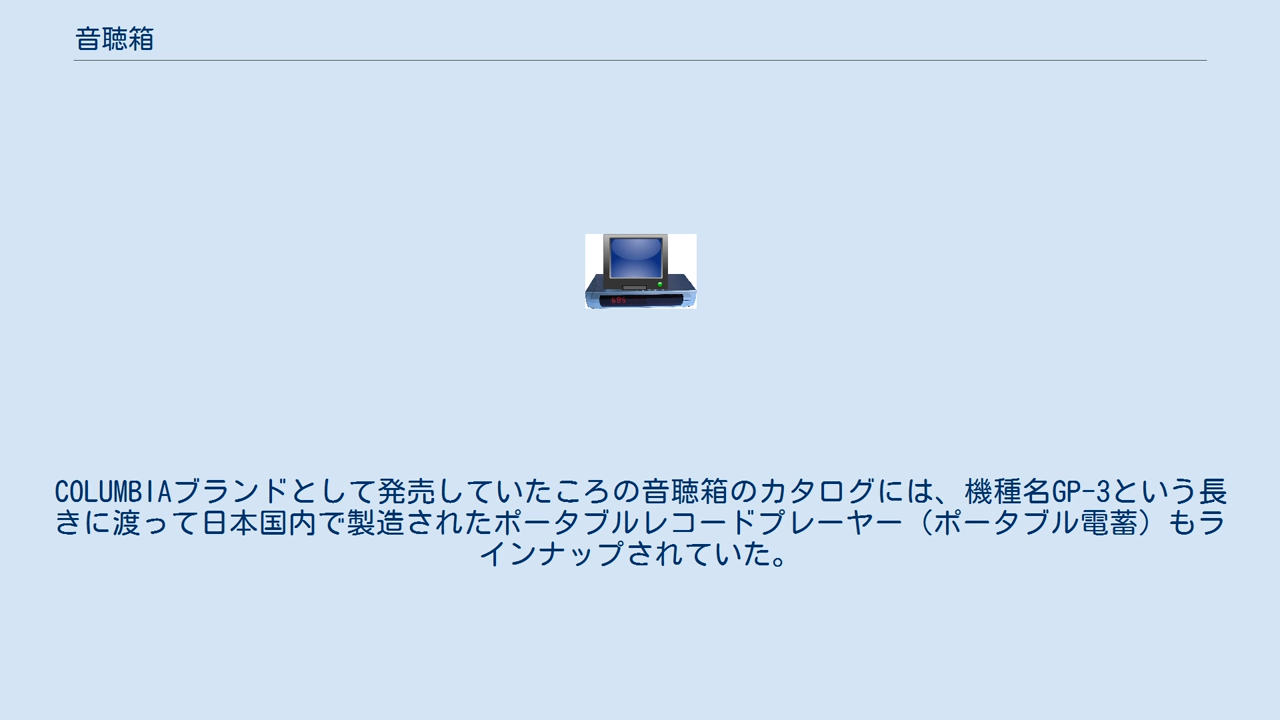 音聴箱
685
COLUMBIAブランドとして発売していたころの音聴箱のカタログには、機種名GP-3という長
きに渡って日本国内で製造されたポータブルレコードプレーヤー（ポータブル電蓄）もラ
インナップされていた。